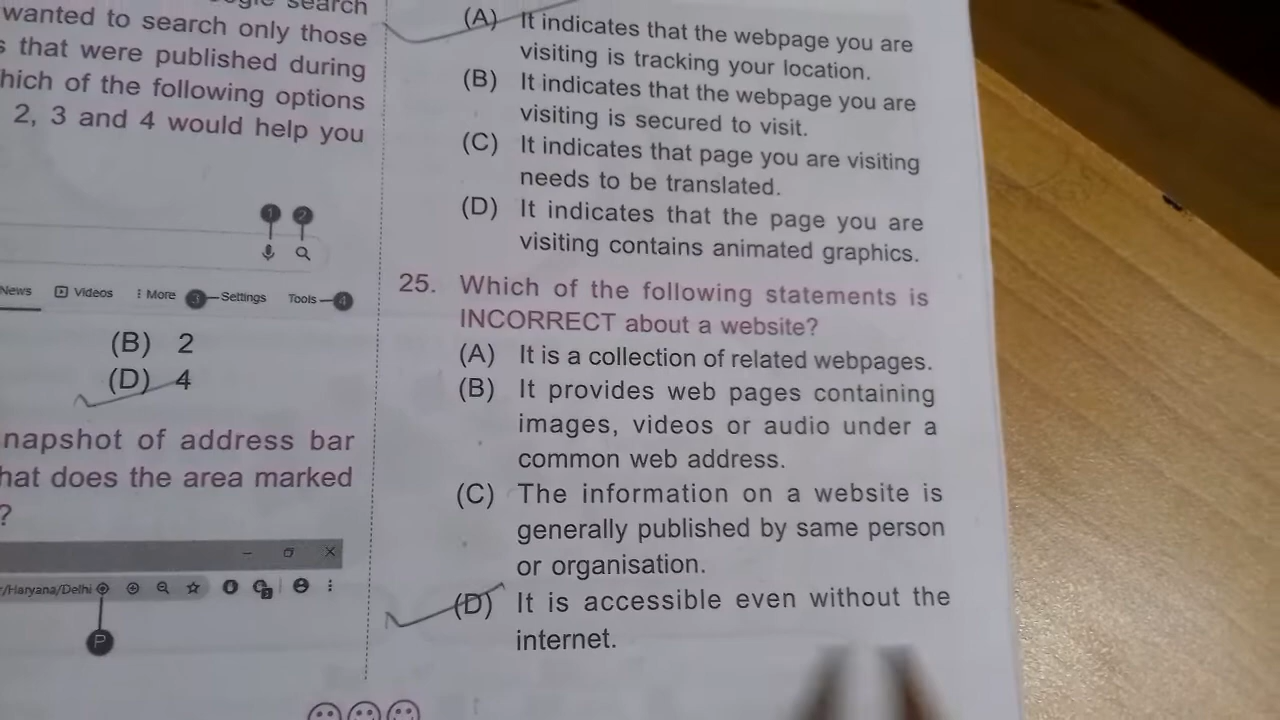 search
wanted to search only those
that were published during
hich of the following options
2, 3 and 4 would help you
1 2
News Videos More 3 Settings Tools 4
(B) 2
(D) 4
napshot of address bar
hat does the area marked
?
/Haryana/Delhi
P
(A) It indicates that the webpage you are
visiting is tracking your location.
(B) It indicates that the webpage you are
visiting is secured to visit.
(C) It indicates that page you are visiting
needs to be translated.
(D) It indicates that the page you are
visiting contains animated graphics.
25. Which of the following statements is
INCORRECT about a website?
(A) It is a collection of related webpages.
(B) It provides web pages containing
images, videos or audio under a
common web address.
(C) The information on a website is
generally published by same person
or organisation.
(D) It is accessible even without the
internet.